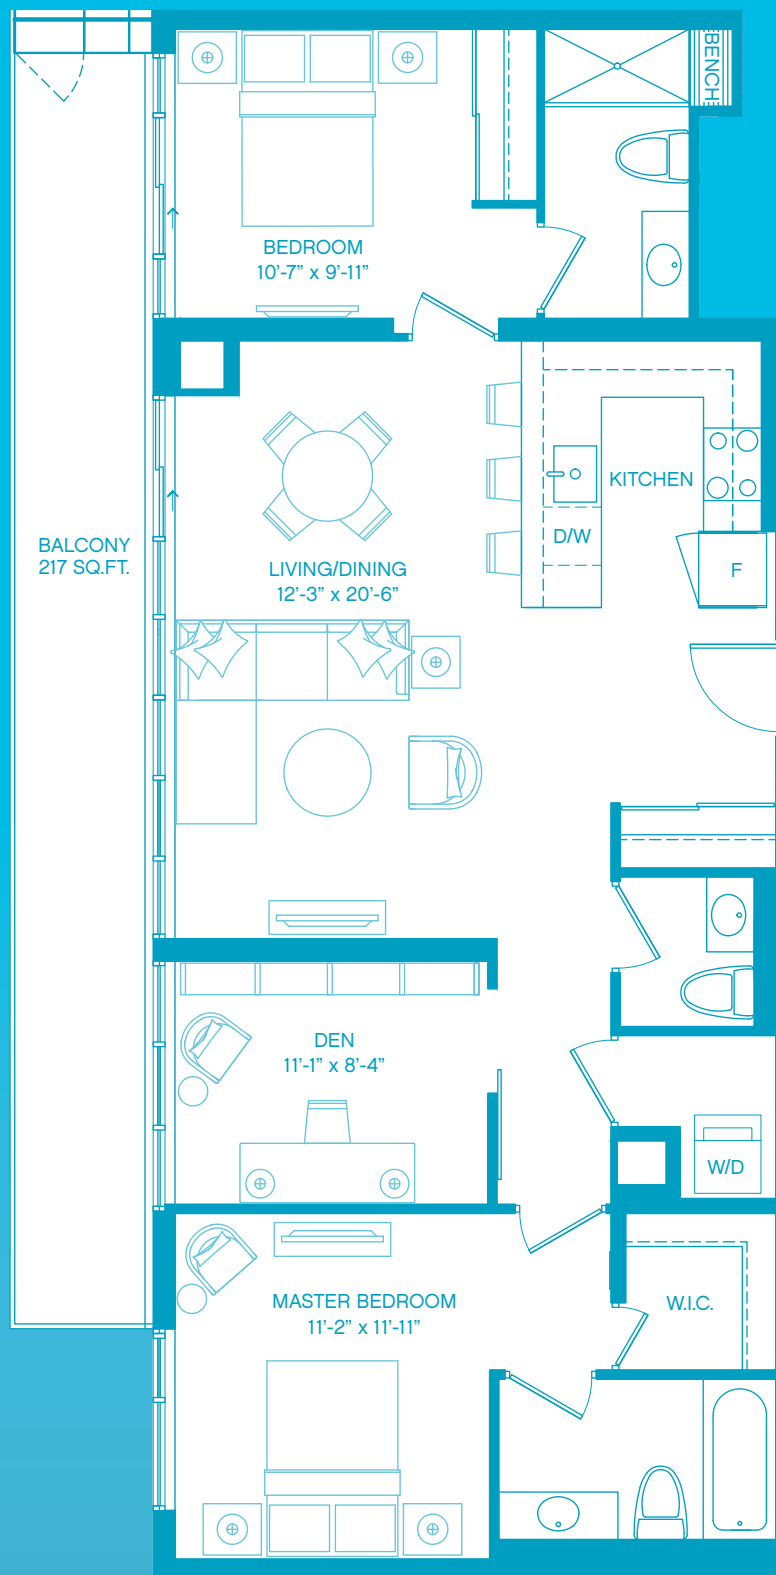 BENCH
BEDROOM
10'-7” x 9'-11”
KITCHEN
D/W
F
BALCONY
217 SQ.FT.
LIVING/DINING
12'-3” x 20'-6”
DEN
11'-1” x 8'-4”
W/D
MASTER BEDROOM
11'-2” x 11'-11”
W.I.C.